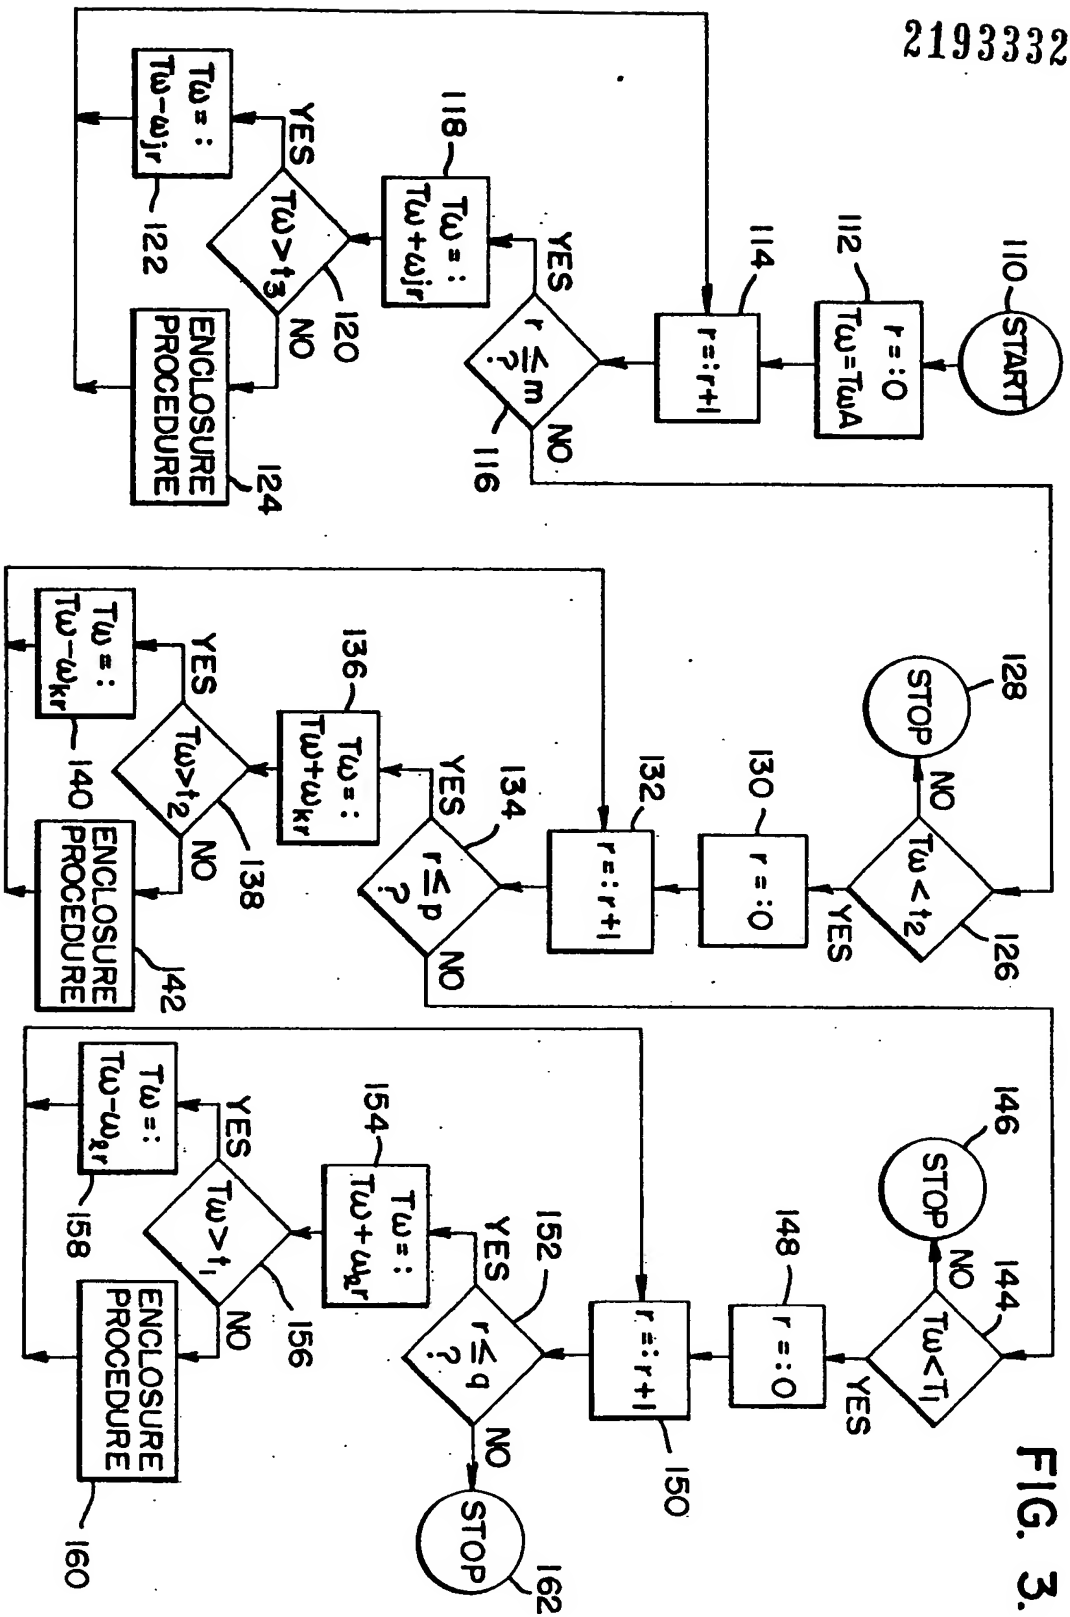 2193332
FIG. 3.
110
START
112
r = :0
Tω=TωA
114
r=:r+1
116
r ≤ m
?
YES
NO
118
Tω = :
Tω+ωjr
120
Tω>t3
YES
NO
122
Tω = :
Tω-ωjr
124
ENCLOSURE
PROCEDURE
126
Tω<t2
NO
YES
128
STOP
130
r = :0
132
r=:r+1
134
r≤p
?
YES
NO
136
Tω=:
Tω+ωkr
138
Tω>t2
YES
NO
140
Tω=:
Tω-ωkr
142
ENCLOSURE
PROCEDURE
144
Tω<T1
NO
YES
146
STOP
148
r = :0
150
r=:r+1
152
r≤q
?
YES
NO
154
Tω=:
Tω+ωℓr
156
Tω>t1
YES
NO
158
Tω=:
Tω-ωℓr
160
ENCLOSURE
PROCEDURE
162
STOP